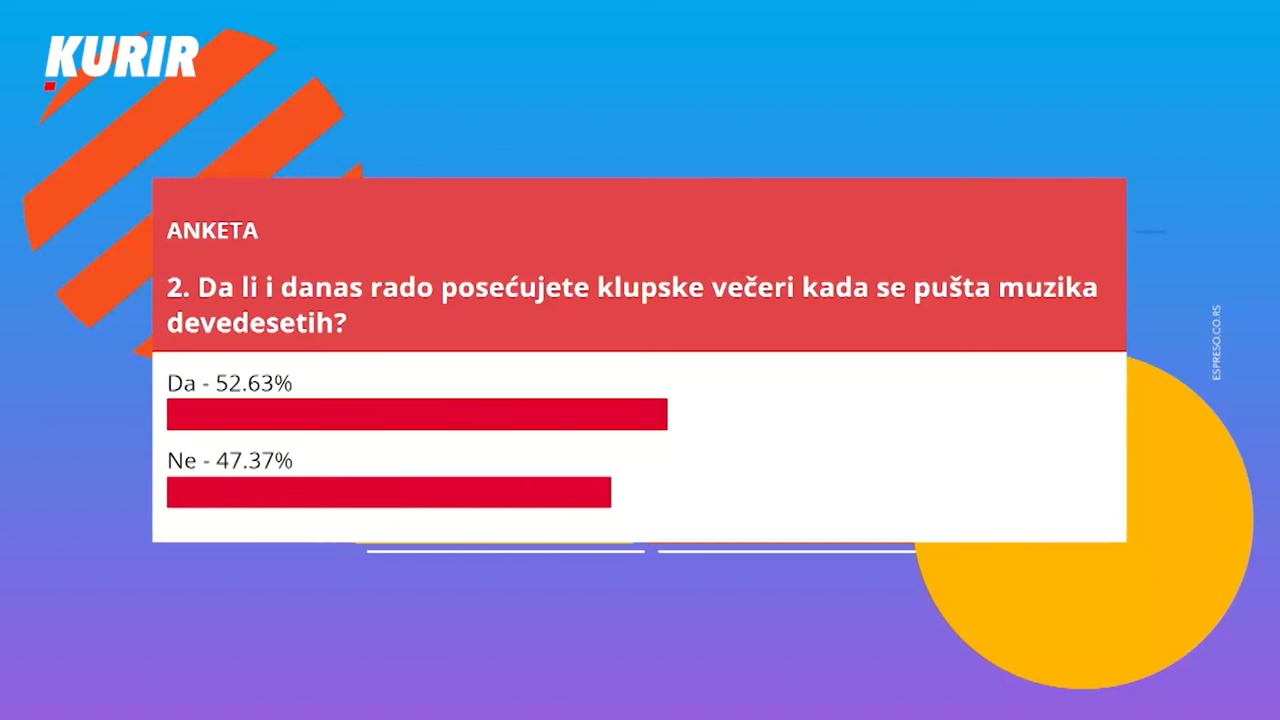 KURIR
ANKETA
2. Da li i danas rado posećujete klupske večeri kada se pušta muzika
devedesetih?
Da - 52.63%
Ne - 47.37%
ESPRESO.CO.RS